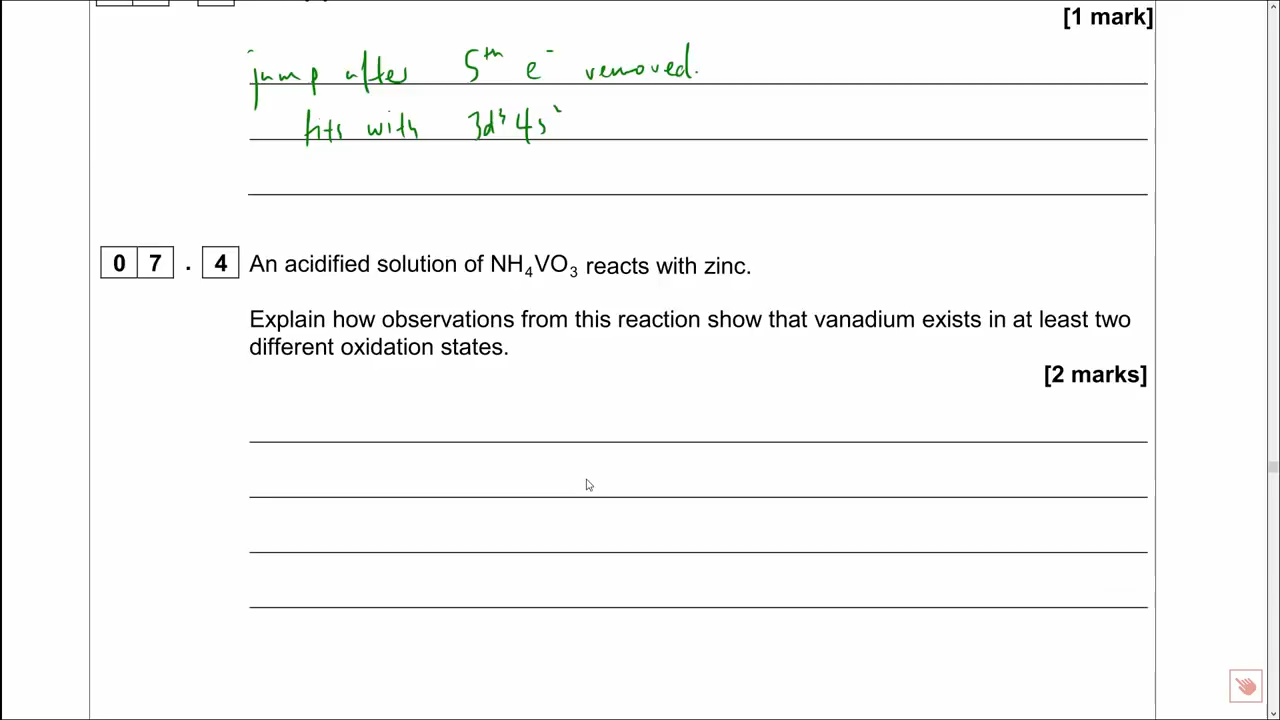 [1 mark]
jump after 5th e⁻ removed.
fits with 3d³ 4s²
0 7 . 4 An acidified solution of NH₄VO₃ reacts with zinc.
Explain how observations from this reaction show that vanadium exists in at least two
different oxidation states.
[2 marks]